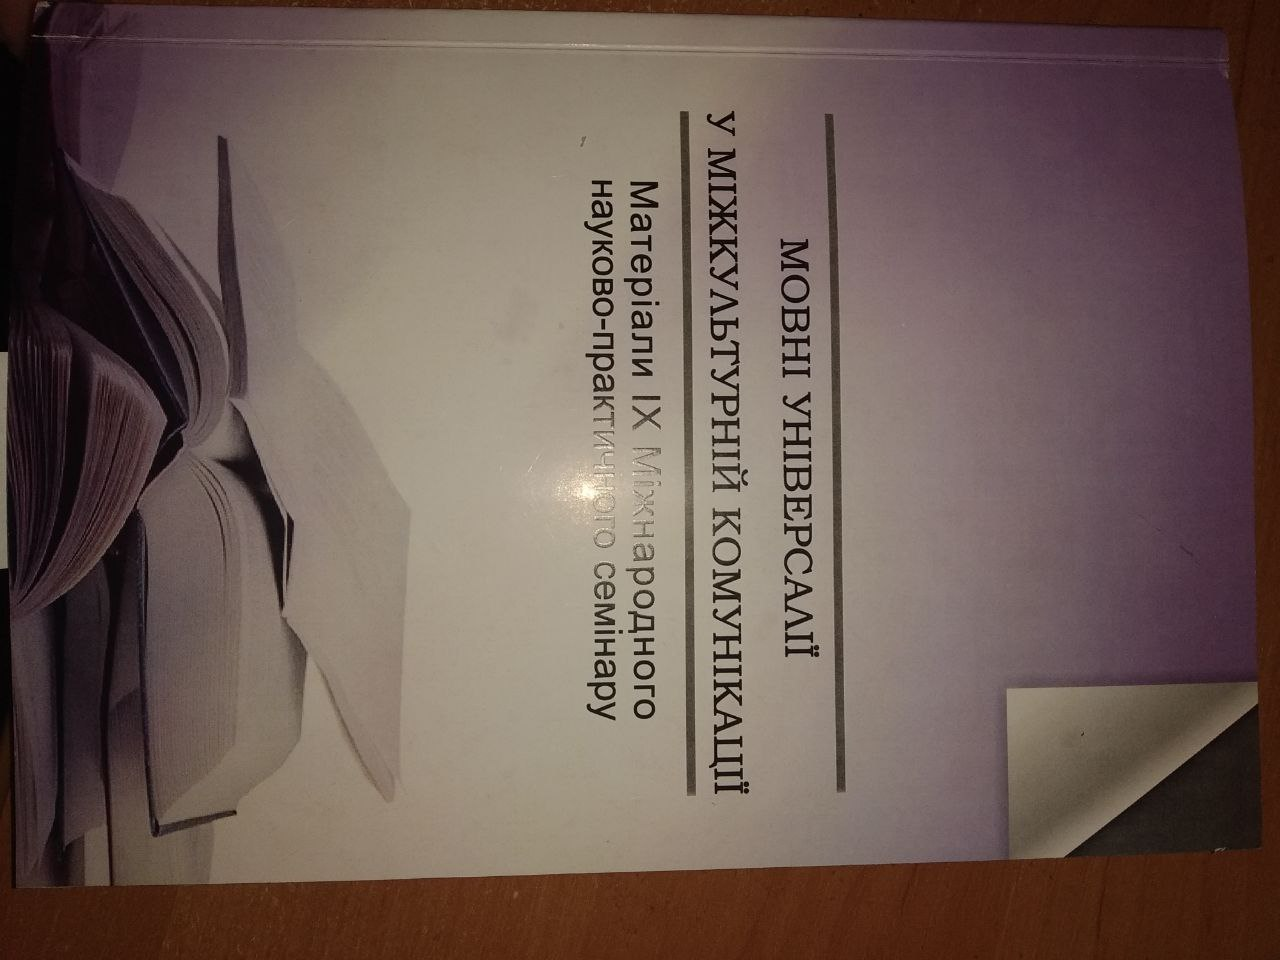 МОВНІ УНІВЕРСАЛІЇ
У МІЖКУЛЬТУРНІЙ КОМУНІКАЦІЇ
Матеріали IX Міжнародного
науково-практичного семінару